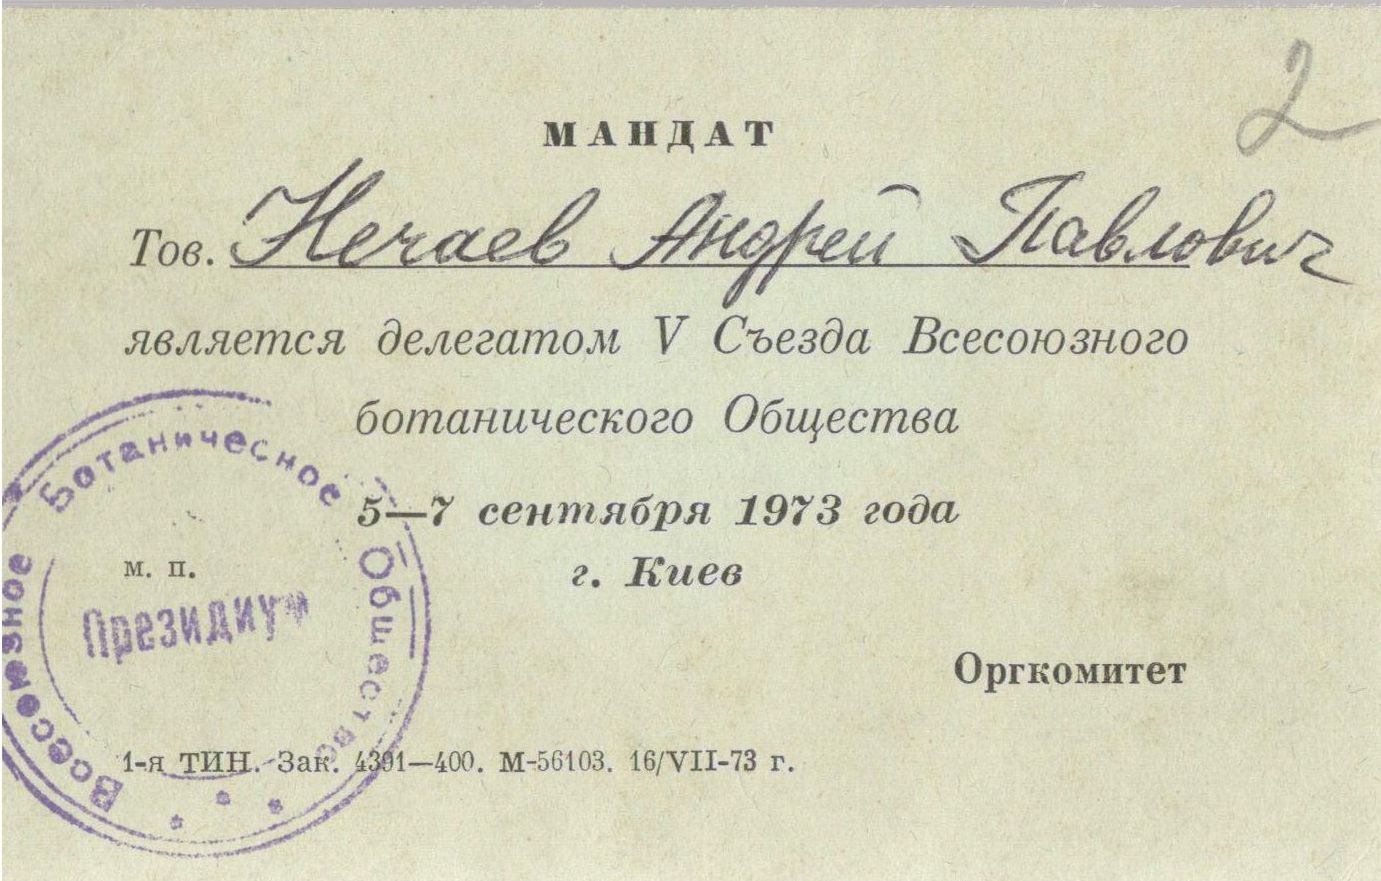 2
МАНДАТ
Тов. Нечаев Андрей Павлович
является делегатом V Съезда Всесоюзного
ботанического Общества
5—7 сентября 1973 года
г. Киев
м. п.
Всесоюзное Ботаническое Общество
Президиум
Оргкомитет
1-я ТИН. Зак. 4391—400. М-56103. 16/VII-73 г.